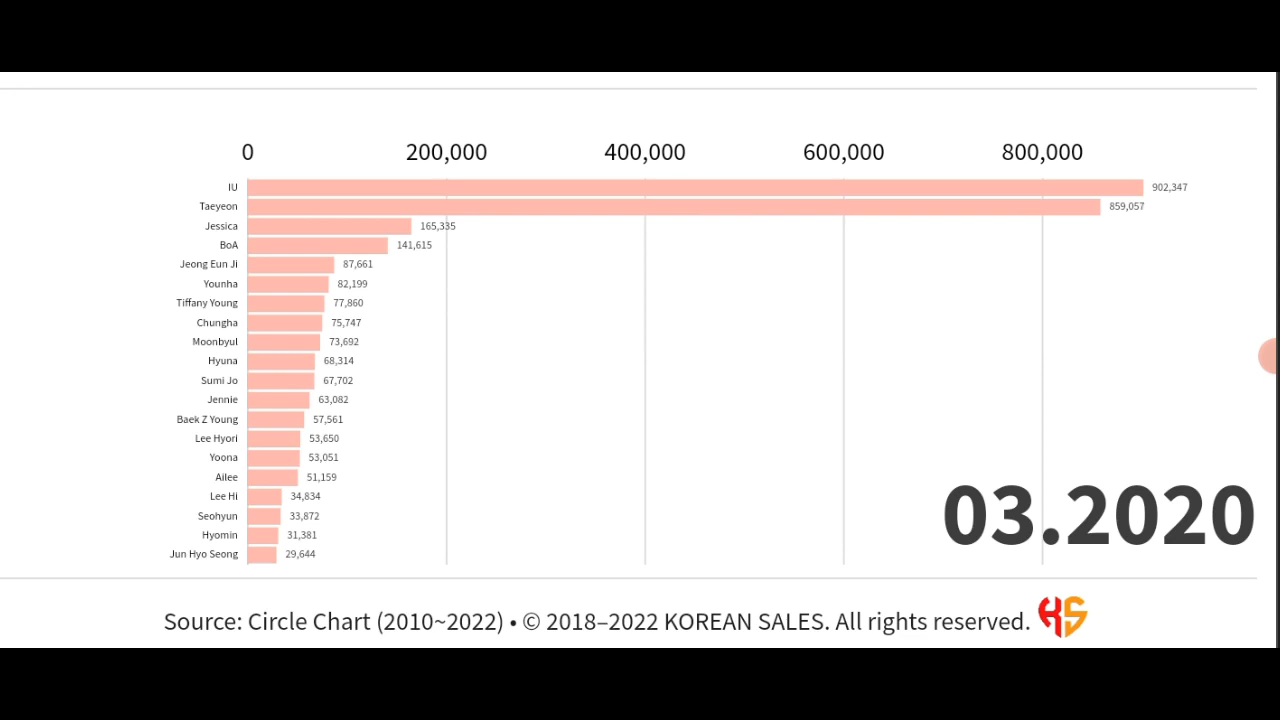 0 200,000 400,000 600,000 800,000
IU 902,347
Taeyeon 859,057
Jessica 165,335
BoA 141,615
Jeong Eun Ji 87,661
Younha 82,199
Tiffany Young 77,860
Chungha 75,747
Moonbyul 73,692
Hyuna 68,314
Sumi Jo 67,702
Jennie 63,082
Baek Z Young 57,561
Lee Hyori 53,650
Yoona 53,051
Ailee 51,159
Lee Hi 34,834
Seohyun 33,872
Hyomin 31,381
Jun Hyo Seong 29,644
03.2020
Source: Circle Chart (2010~2022) • © 2018–2022 KOREAN SALES. All rights reserved. KS